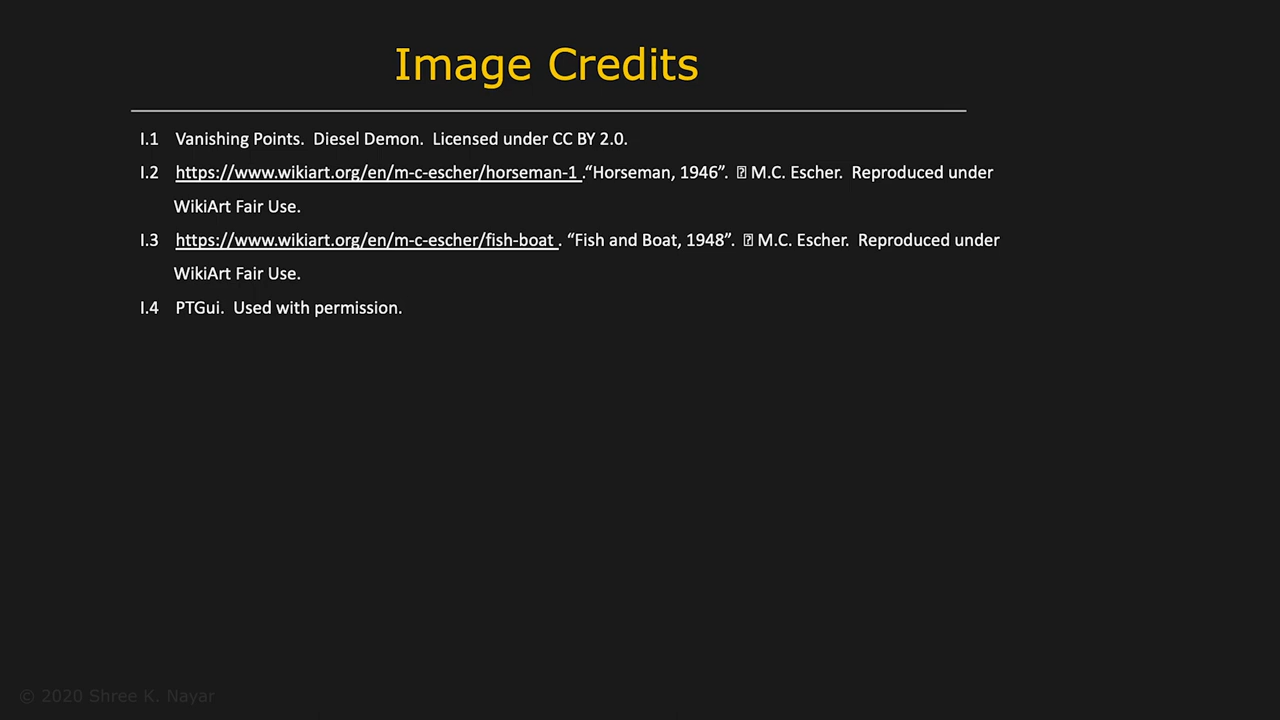 Image Credits
I.1 Vanishing Points. Diesel Demon. Licensed under CC BY 2.0.
I.2 https://www.wikiart.org/en/m-c-escher/horseman-1 .“Horseman, 1946”. ⍰ M.C. Escher. Reproduced under
WikiArt Fair Use.
I.3 https://www.wikiart.org/en/m-c-escher/fish-boat . “Fish and Boat, 1948”. ⍰ M.C. Escher. Reproduced under
WikiArt Fair Use.
I.4 PTGui. Used with permission.
© 2020 Shree K. Nayar